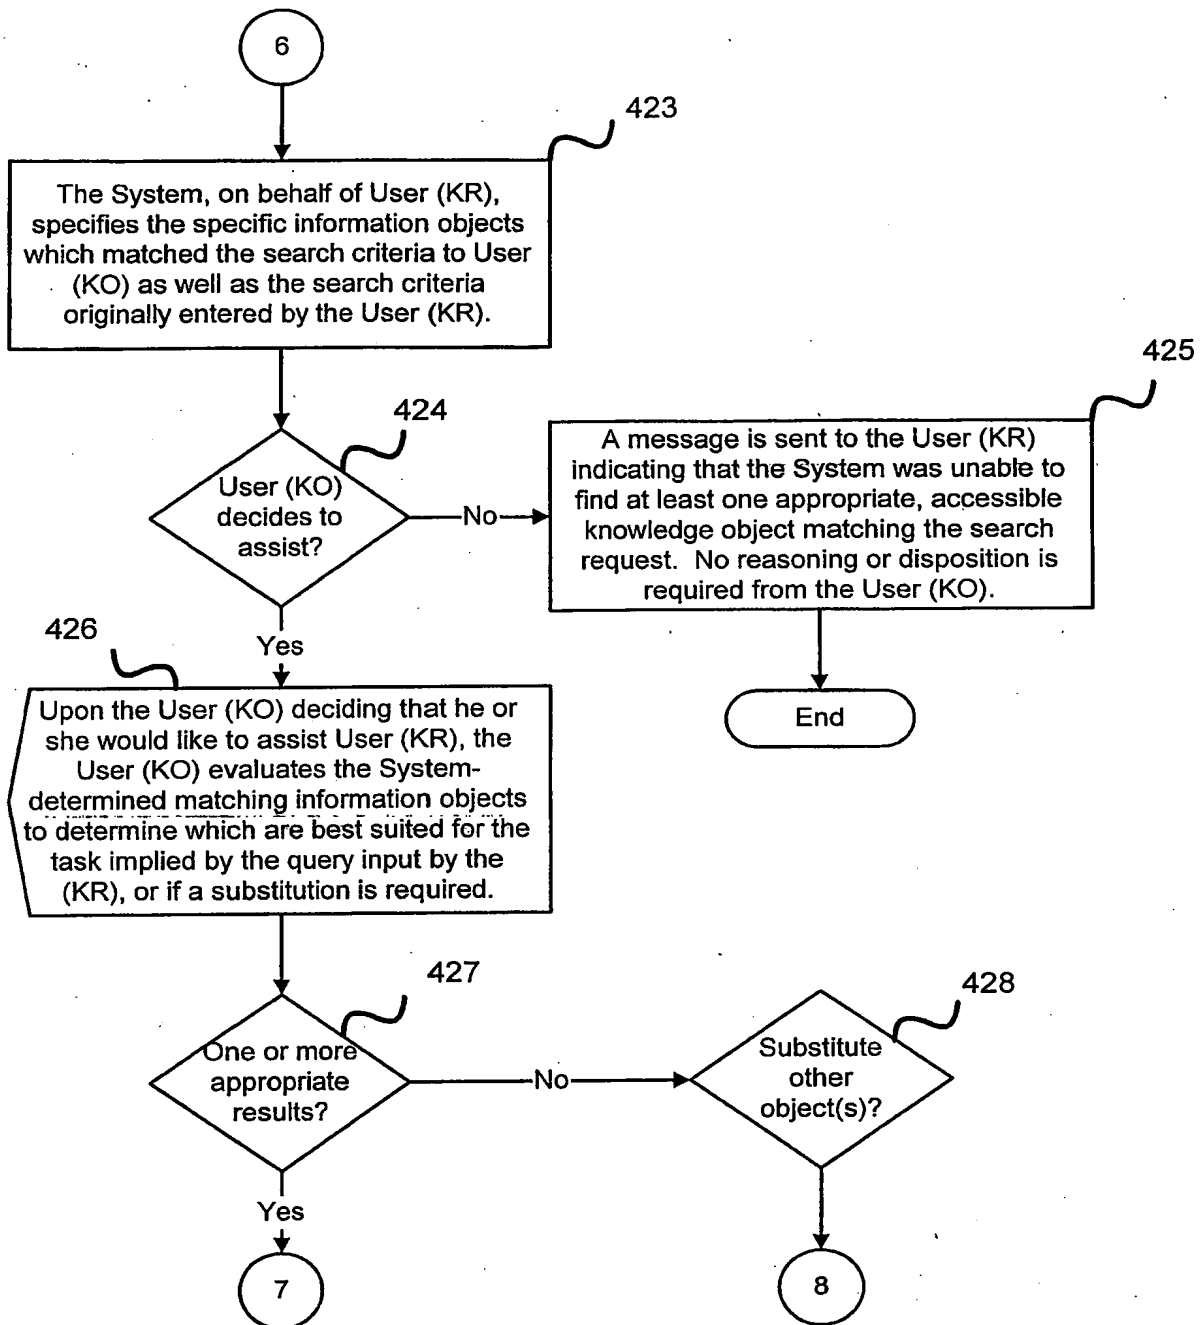 6
423
The System, on behalf of User (KR),
specifies the specific information objects
which matched the search criteria to User
(KO) as well as the search criteria
originally entered by the User (KR).
424
User (KO)
decides to
assist?
No
425
A message is sent to the User (KR)
indicating that the System was unable to
find at least one appropriate, accessible
knowledge object matching the search
request. No reasoning or disposition is
required from the User (KO).
End
Yes
426
Upon the User (KO) deciding that he or
she would like to assist User (KR), the
User (KO) evaluates the System-
determined matching information objects
to determine which are best suited for the
task implied by the query input by the
(KR), or if a substitution is required.
427
One or more
appropriate
results?
No
428
Substitute
other
object(s)?
Yes
7
8